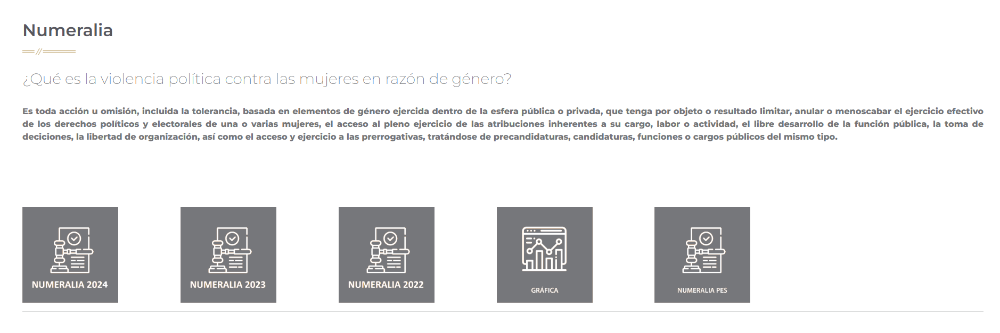 Numeralia
¿Qué es la violencia política contra las mujeres en razón de género?
Es toda acción u omisión, incluida la tolerancia, basada en elementos de género ejercida dentro de la esfera pública o privada, que tenga por objeto o resultado limitar, anular o menoscabar el ejercicio efectivo
de los derechos políticos y electorales de una o varias mujeres, el acceso al pleno ejercicio de las atribuciones inherentes a su cargo, labor o actividad, el libre desarrollo de la función pública, la toma de
deciciones, la libertad de organización, así como el acceso y ejercicio a las prerrogativas, tratándose de precandidaturas, candidaturas, funciones o cargos públicos del mismo tipo.
NUMERALIA 2024
NUMERALIA 2023
NUMERALIA 2022
GRÁFICA
NUMERALIA PES